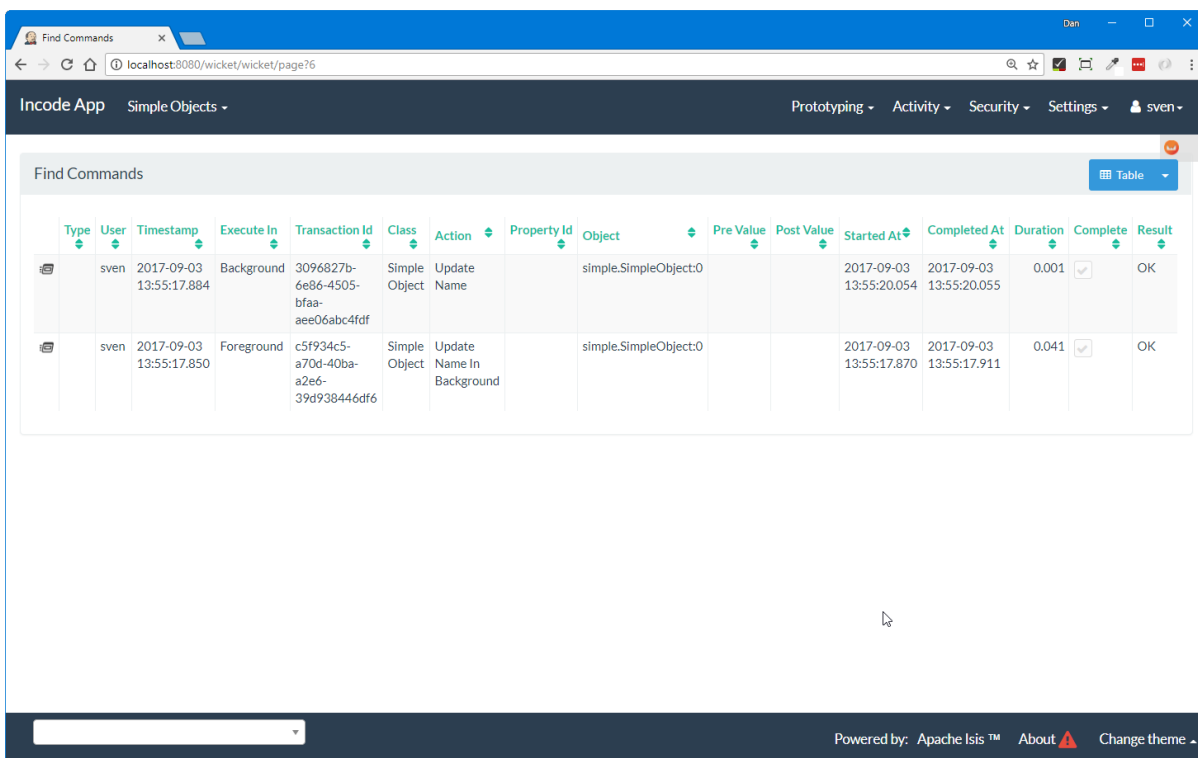 Dan
Find Commands
localhost:8080/wicket/wicket/page?6
Incode App Simple Objects Prototyping Activity Security Settings sven
Find Commands Table
Type User Timestamp Execute In Transaction Id Class Action Property Id Object Pre Value Post Value Started At Completed At Duration Complete Result
sven 2017-09-03 Background 3096827b- Simple Update simple.SimpleObject:0 2017-09-03 2017-09-03 0.001 OK
13:55:17.884 6e86-4505- Object Name 13:55:20.054 13:55:20.055
bfaa-
aee06abc4fdf
sven 2017-09-03 Foreground c5f934c5- Simple Update simple.SimpleObject:0 2017-09-03 2017-09-03 0.041 OK
13:55:17.850 a70d-40ba- Object Name In 13:55:17.870 13:55:17.911
a2e6- Background
39d938446df6
Powered by: Apache Isis ™ About Change theme